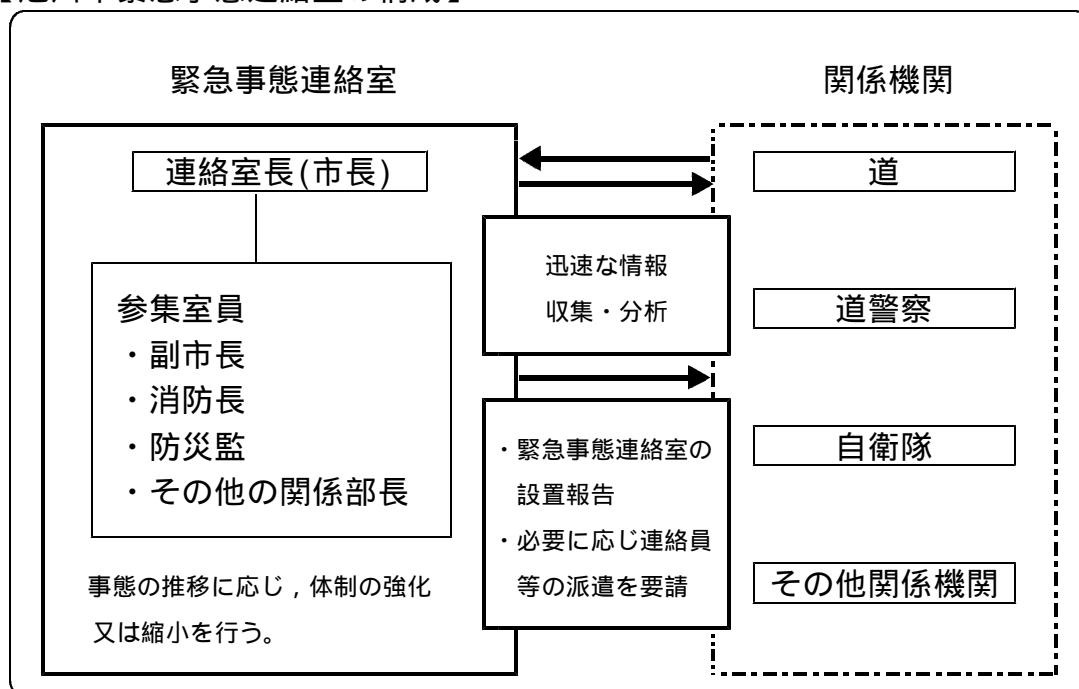 緊急事態連絡室
関係機関
連絡室長(市長)
参集室員
・副市長
・消防長
・防災監
・その他の関係部長
事態の推移に応じ，体制の強化
又は縮小を行う。
迅速な情報
収集・分析
・緊急事態連絡室の
設置報告
・必要に応じ連絡員
等の派遣を要請
道
道警察
自衛隊
その他関係機関